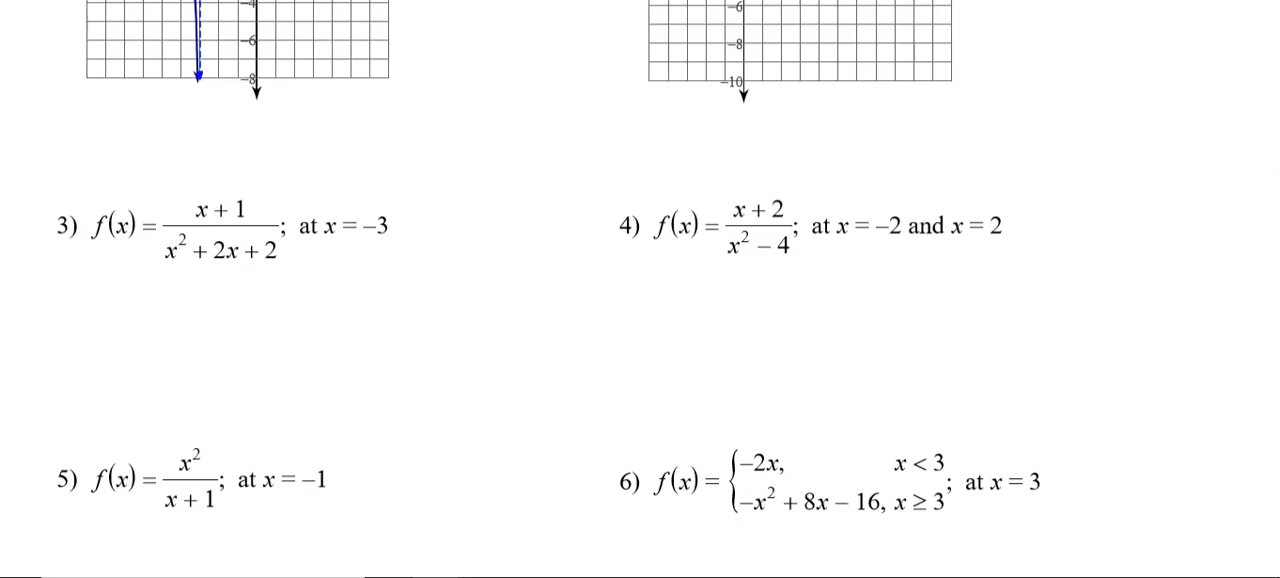 –4
–6
–8
–6
–8
–10
3) f(x) = x + 1 / x² + 2x + 2 ; at x = –3
4) f(x) = x + 2 / x² – 4 ; at x = –2 and x = 2
5) f(x) = x² / x + 1 ; at x = –1
6) f(x) = { –2x, x < 3
–x² + 8x – 16, x ≥ 3 ; at x = 3